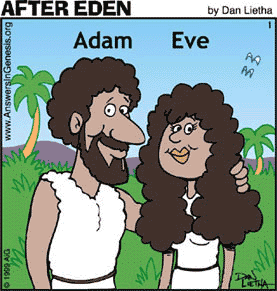 AFTER EDEN
by Dan Lietha
Adam Eve
1
www.AnswersInGenesis.org
© 1999 AiG
DAN
LIETHA